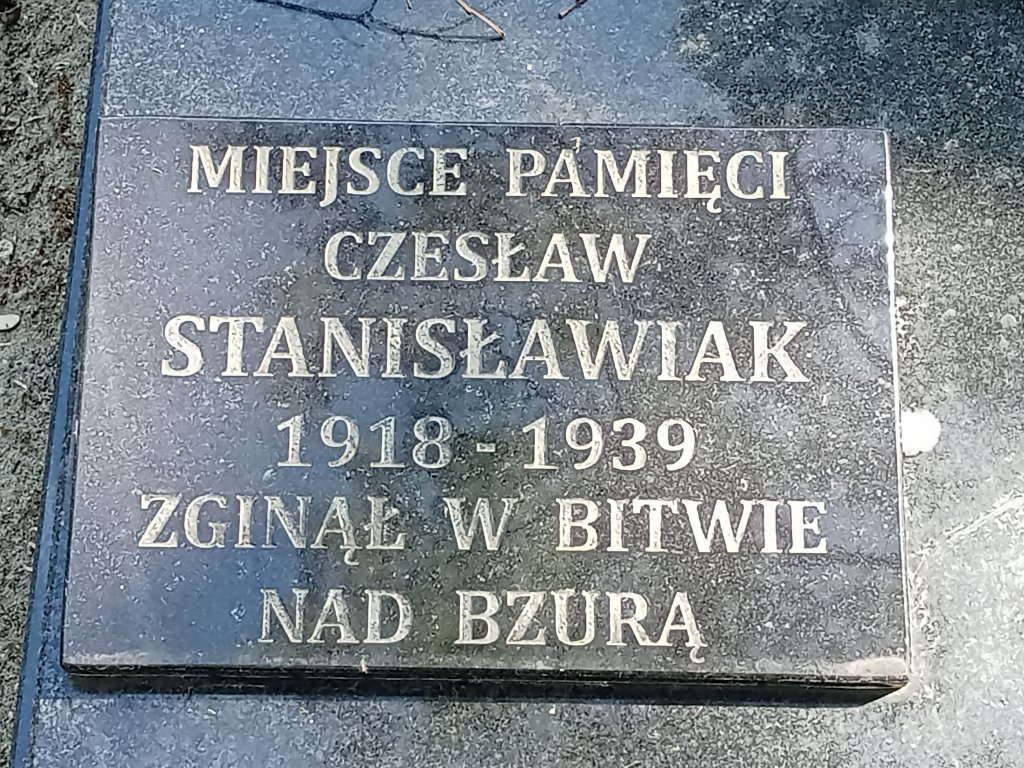 MIEJSCE PAMIĘCI
CZESŁAW
STANISŁAWIAK
1918 - 1939
ZGINĄŁ W BITWIE
NAD BZURĄ